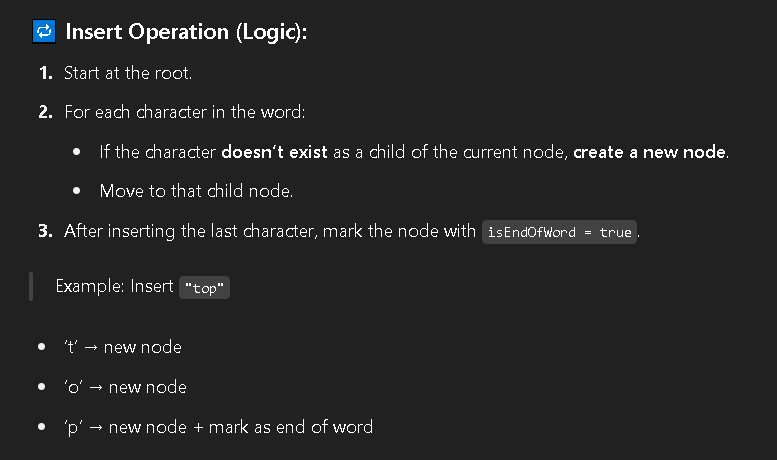 Insert Operation (Logic):
1. Start at the root.
2. For each character in the word:
• If the character doesn't exist as a child of the current node, create a new node.
• Move to that child node.
3. After inserting the last character, mark the node with isEndOfWord = true.
Example: Insert "top"
• 't' → new node
• 'o' → new node
• 'p' → new node + mark as end of word